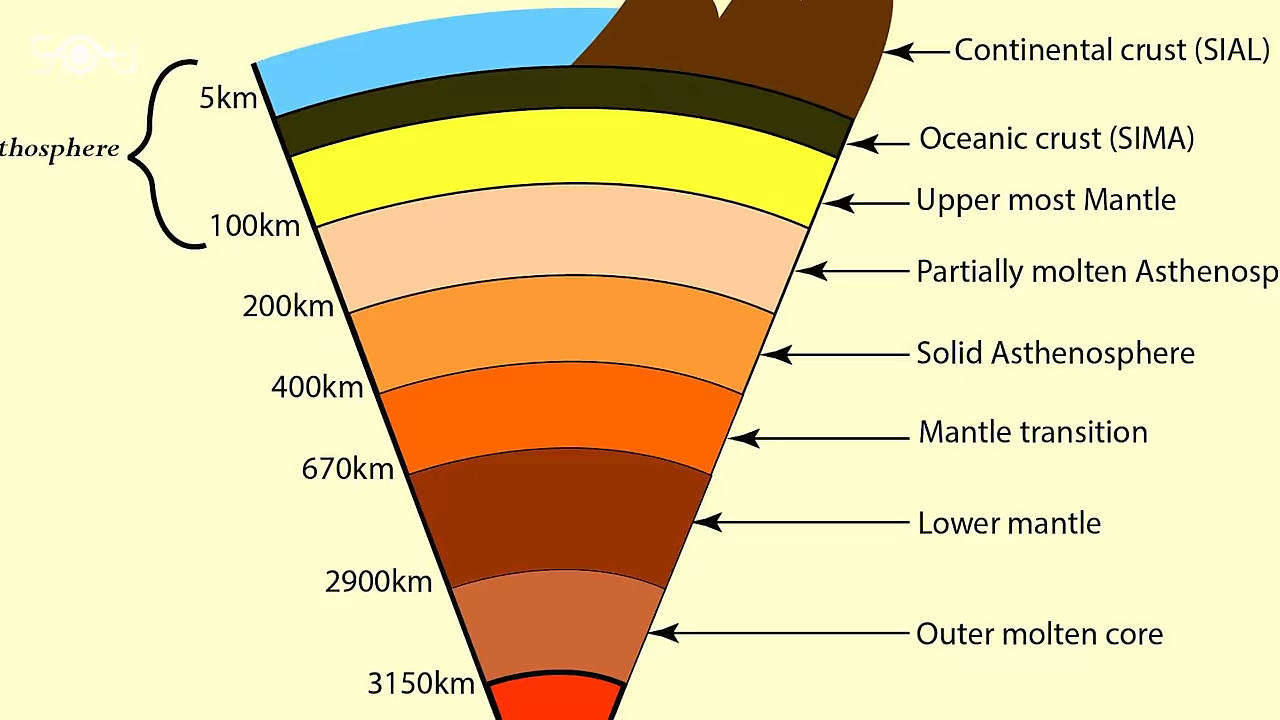 Continental crust (SIAL)
5km
Oceanic crust (SIMA)
thosphere
Upper most Mantle
100km
Partially molten Asthenosp
200km
Solid Asthenosphere
400km
Mantle transition
670km
Lower mantle
2900km
Outer molten core
3150km